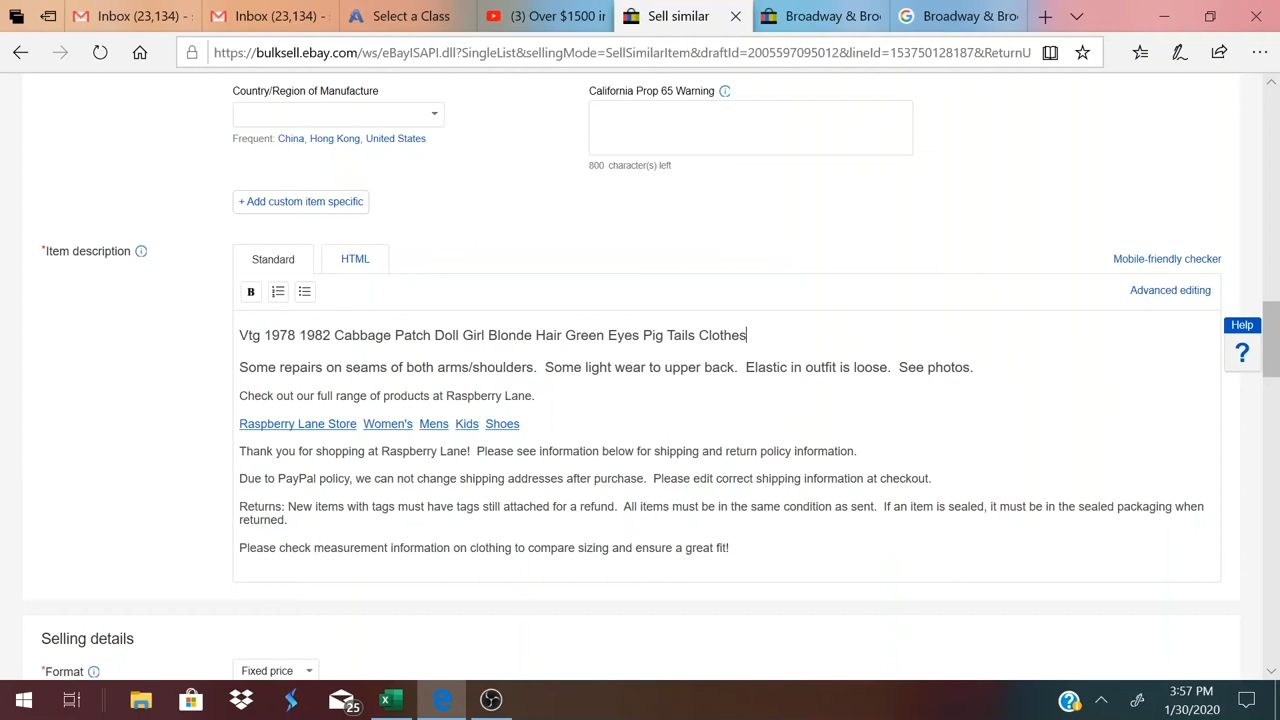 Inbox (23,134) -
Inbox (23,134) -
Select a Class
(3) Over $1500 in
Sell similar
Broadway & Bro
Broadway & Bro
https://bulksell.ebay.com/ws/eBayISAPI.dll?SingleList&sellingMode=SellSimilarItem&draftId=2005597095012&lineId=153750128187&ReturnU
Country/Region of Manufacture
California Prop 65 Warning
Frequent: China, Hong Kong, United States
800 character(s) left
+ Add custom item specific
*Item description
Standard
HTML
Mobile-friendly checker
B
Advanced editing
Vtg 1978 1982 Cabbage Patch Doll Girl Blonde Hair Green Eyes Pig Tails Clothes
Help
?
Some repairs on seams of both arms/shoulders.  Some light wear to upper back.  Elastic in outfit is loose.  See photos.
Check out our full range of products at Raspberry Lane.
Raspberry Lane Store  Women's  Mens  Kids  Shoes
Thank you for shopping at Raspberry Lane!  Please see information below for shipping and return policy information.
Due to PayPal policy, we can not change shipping addresses after purchase.  Please edit correct shipping information at checkout.
Returns: New items with tags must have tags still attached for a refund.  All items must be in the same condition as sent.  If an item is sealed, it must be in the sealed packaging when
returned.
Please check measurement information on clothing to compare sizing and ensure a great fit!
Selling details
*Format
Fixed price
25
3:57 PM
1/30/2020